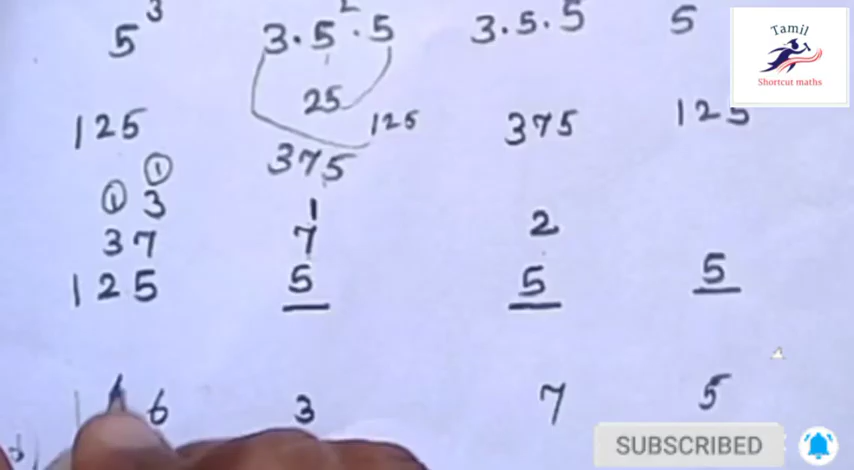 5³ 3·5²·5 3·5·5 5
Tamil
Shortcut maths
25
125 125 375 125
375
①
① 3 1 2
37 7
125 5 5 5
1 6 3 7 5
SUBSCRIBED